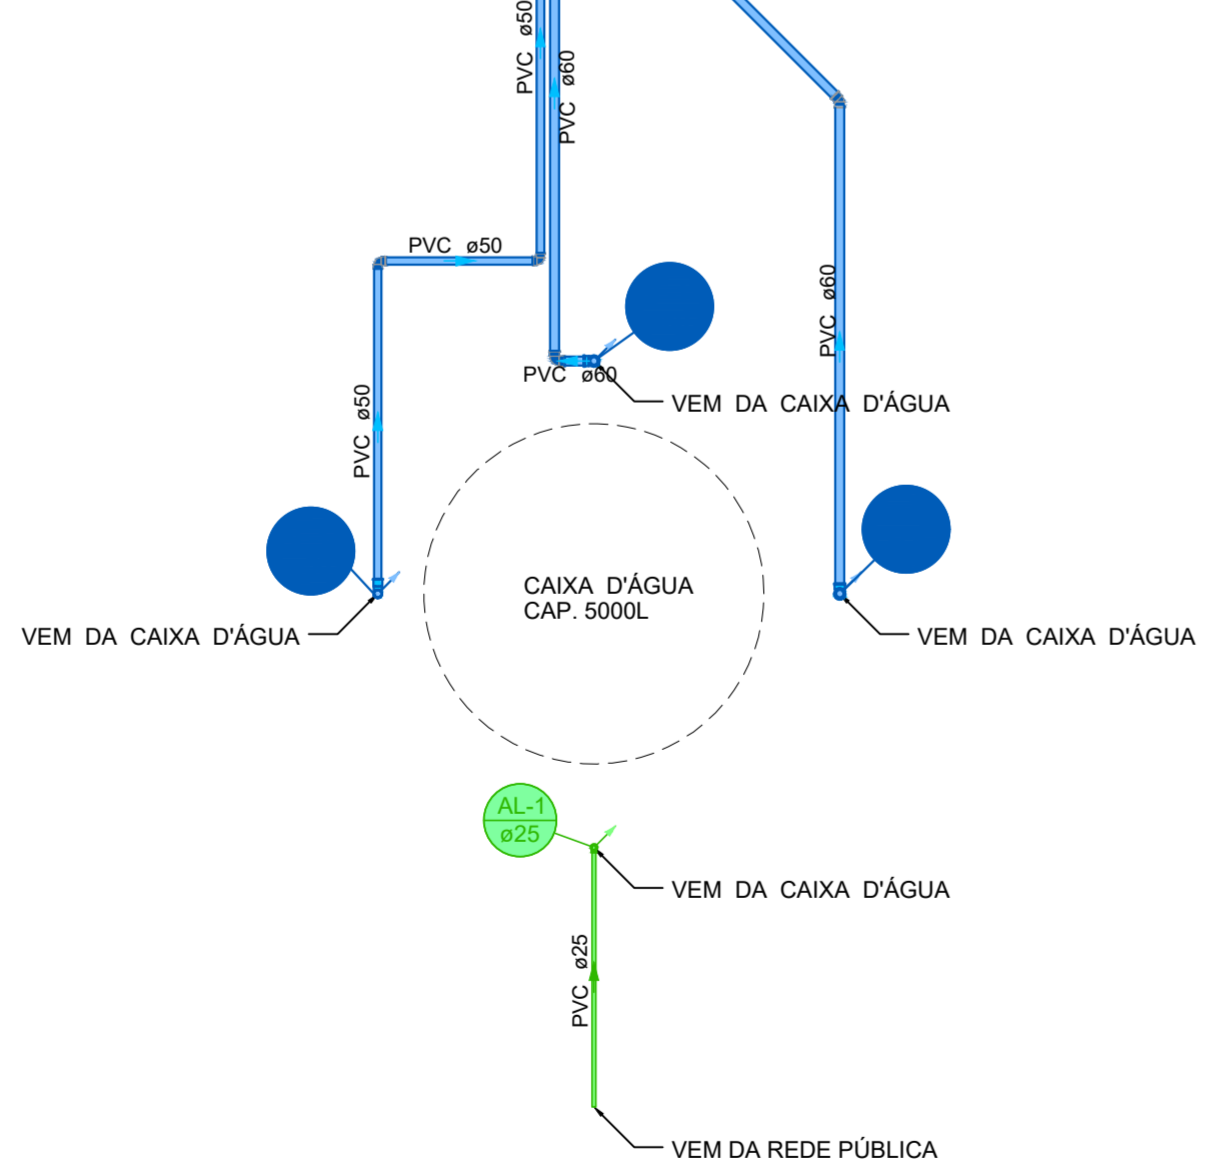 PVC ø50
PVC ø60
PVC ø50
PVC ø60
PVC ø60
VEM DA CAIXA D'ÁGUA
PVC ø50
CAIXA D'ÁGUA
CAP. 5000L
VEM DA CAIXA D'ÁGUA
VEM DA CAIXA D'ÁGUA
AL-1
ø25
VEM DA CAIXA D'ÁGUA
PVC ø25
VEM DA REDE PÚBLICA